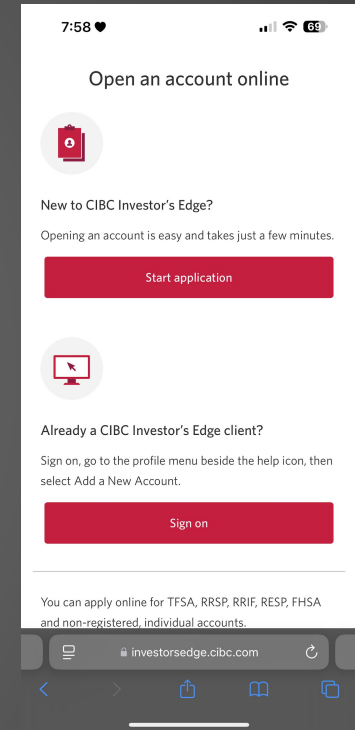 7:58
69
Open an account online
New to CIBC Investor's Edge?
Opening an account is easy and takes just a few minutes.
Start application
Already a CIBC Investor's Edge client?
Sign on, go to the profile menu beside the help icon, then
select Add a New Account.
Sign on
You can apply online for TFSA, RRSP, RRIF, RESP, FHSA
and non-registered, individual accounts.
investorsedge.cibc.com